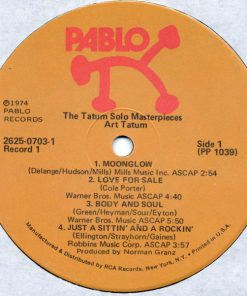 PABLO
©1974
PABLO
RECORDS
The Tatum Solo Masterpieces
Art Tatum
2625-0703-1
Record 1
Side 1
(PP 1039)
1. MOONGLOW
(Delange/Hudson/Mills) Mills Music Inc. ASCAP 2:54
2. LOVE FOR SALE
(Cole Porter)
Warner Bros. Music ASCAP 4:40
3. BODY AND SOUL
(Green/Heyman/Sour/Eyton)
Warner Bros. Music ASCAP 5:50
4. JUST A SITTIN' AND A ROCKIN'
(Ellington/Strayhorn/Gaines)
Robbins Music Corp. ASCAP 3:57
Produced by Norman Granz
Manufactured & Distributed by RCA Records, New York, N.Y. • Printed in U.S.A.